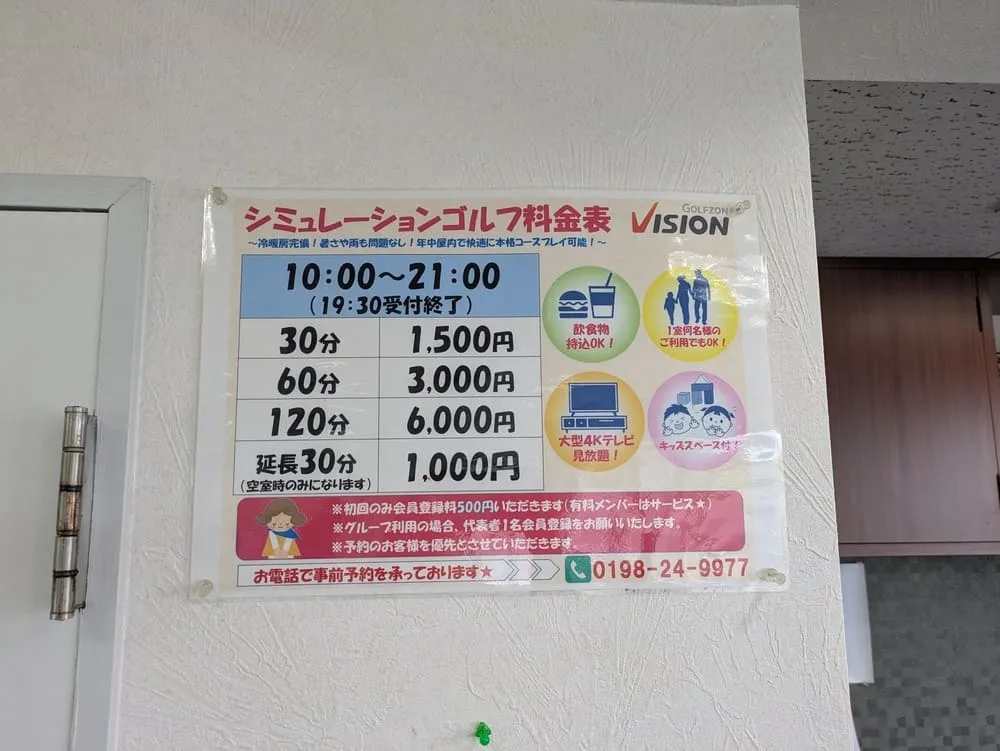 シミュレーションゴルフ料金表
GOLFZON
VISION
～冷暖房完備！暑さや雨も問題なし！年中屋内で快適に本格コースプレイ可能！～
10:00～21:00
(19:30受付終了)
30分 1,500円
60分 3,000円
120分 6,000円
延長30分 1,000円
(空室時のみになります)
飲食物
持込OK！
1室何名様の
ご利用でもOK！
大型4Kテレビ
見放題！
キッズスペース付！
※初回のみ会員登録料500円いただきます(有料メンバーはサービス★)
※グループ利用の場合、代表者1名会員登録をお願いいたします。
※予約のお客様を優先とさせていただきます。
お電話で事前予約を承っております★
0198-24-9977